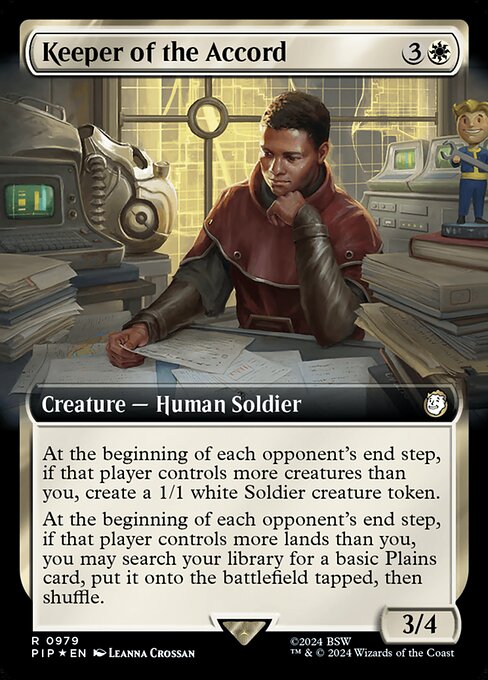 Keeper of the Accord 3
Creature — Human Soldier
At the beginning of each opponent's end step,
if that player controls more creatures than
you, create a 1/1 white Soldier creature token.
At the beginning of each opponent's end step,
if that player controls more lands than you,
you may search your library for a basic Plains
card, put it onto the battlefield tapped, then
shuffle.
3/4
R 0979
PIP ★ EN Leanna Crossan
©2024 BSW
™ & © 2024 Wizards of the Coast